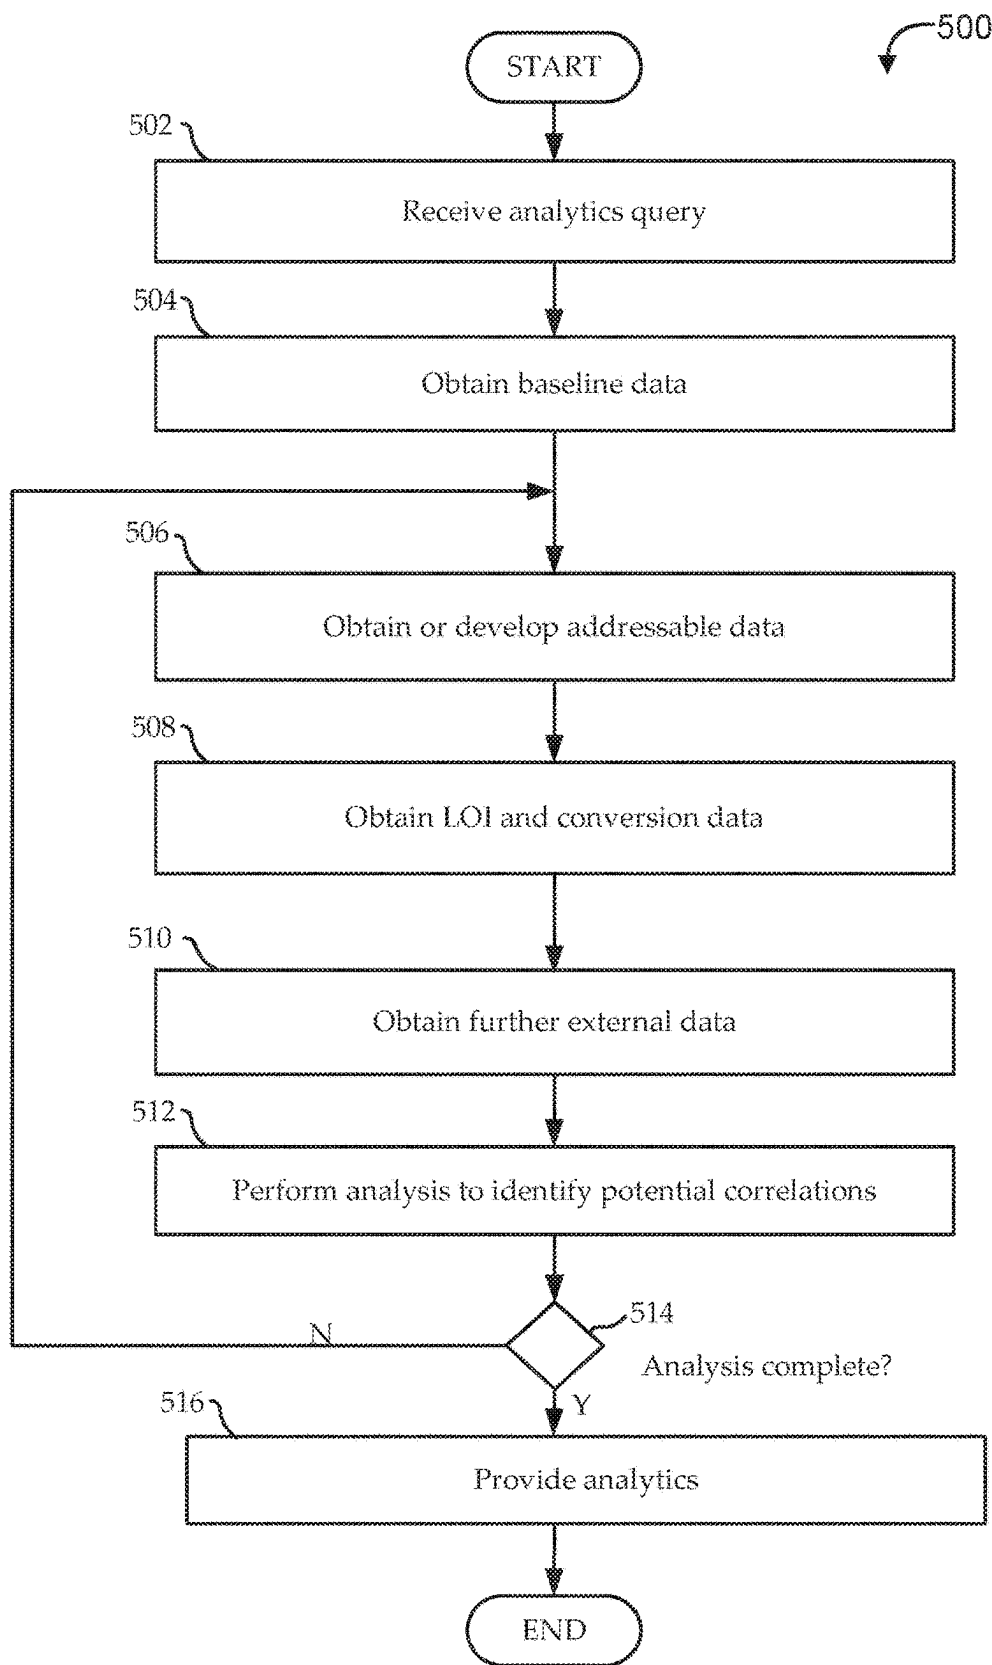 500
START
502
Receive analytics query
504
Obtain baseline data
506
Obtain or develop addressable data
508
Obtain LOI and conversion data
510
Obtain further external data
512
Perform analysis to identify potential correlations
514
N
Analysis complete?
Y
516
Provide analytics
END